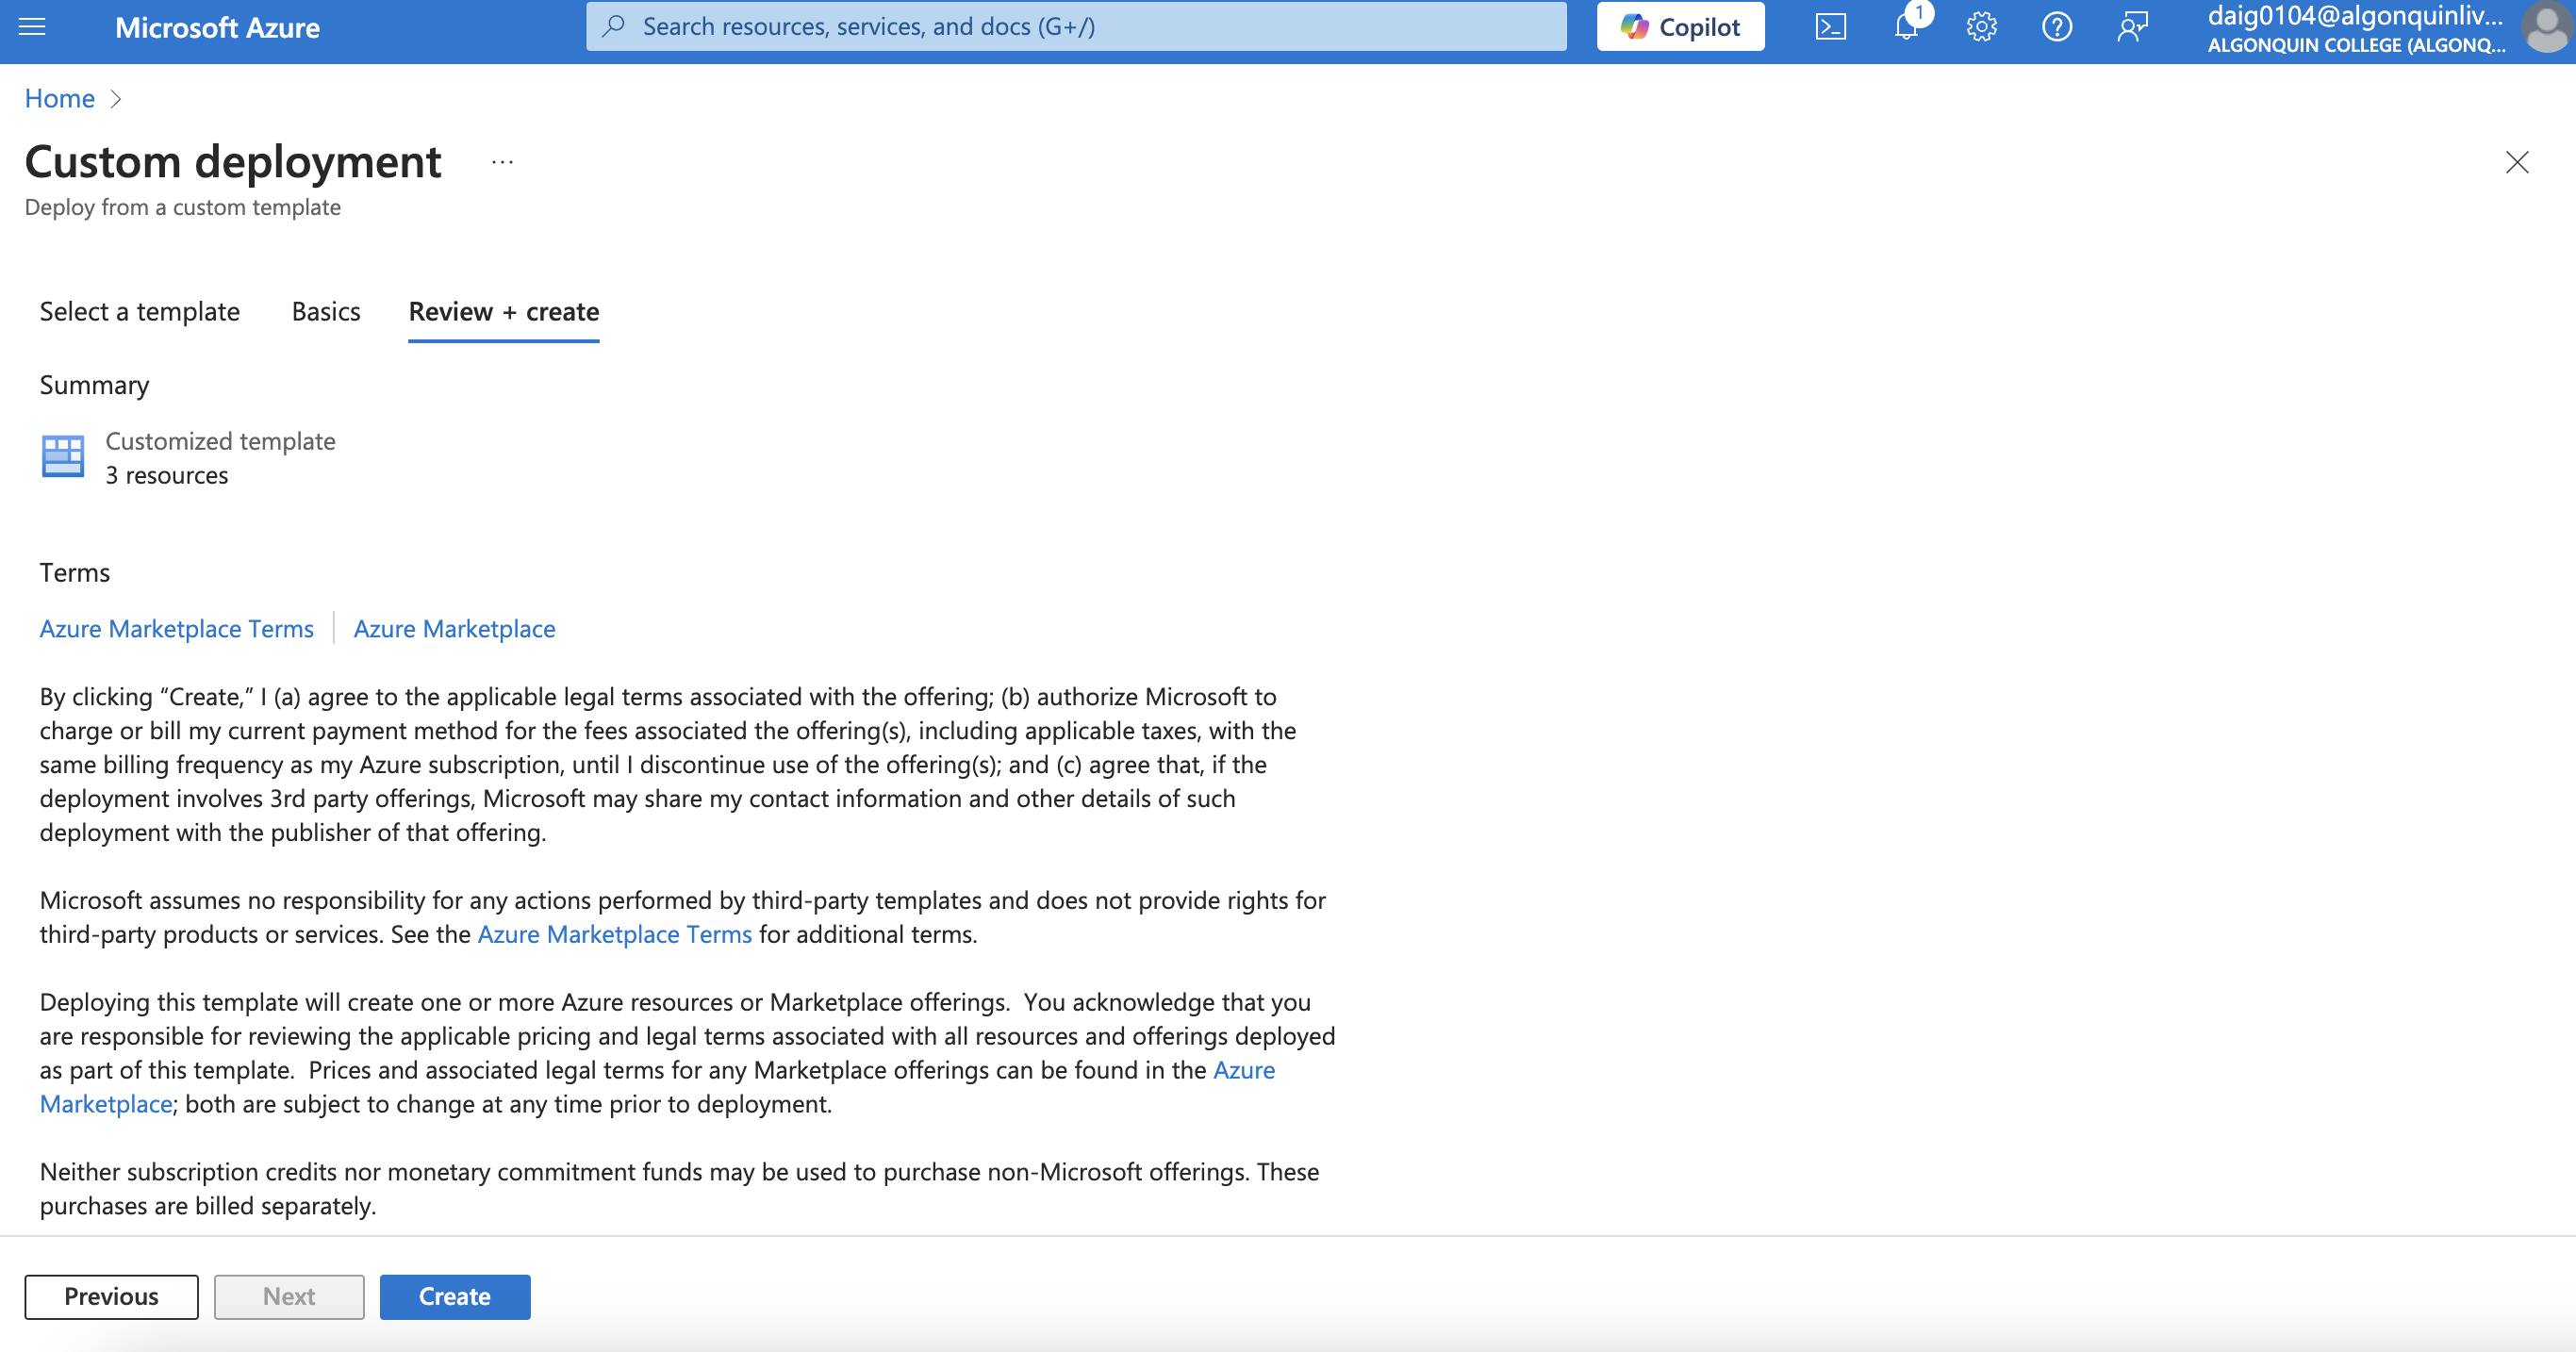 Microsoft Azure
Search resources, services, and docs (G+/)
Copilot
1
daig0104@algonquinliv...
ALGONQUIN COLLEGE (ALGONQ...
Home
Custom deployment
...
Deploy from a custom template
Select a template
Basics
Review + create
Summary
Customized template
3 resources
Terms
Azure Marketplace Terms
Azure Marketplace
By clicking “Create,” I (a) agree to the applicable legal terms associated with the offering; (b) authorize Microsoft to
charge or bill my current payment method for the fees associated the offering(s), including applicable taxes, with the
same billing frequency as my Azure subscription, until I discontinue use of the offering(s); and (c) agree that, if the
deployment involves 3rd party offerings, Microsoft may share my contact information and other details of such
deployment with the publisher of that offering.
Microsoft assumes no responsibility for any actions performed by third-party templates and does not provide rights for
third-party products or services. See the Azure Marketplace Terms for additional terms.
Deploying this template will create one or more Azure resources or Marketplace offerings.  You acknowledge that you
are responsible for reviewing the applicable pricing and legal terms associated with all resources and offerings deployed
as part of this template.  Prices and associated legal terms for any Marketplace offerings can be found in the Azure
Marketplace; both are subject to change at any time prior to deployment.
Neither subscription credits nor monetary commitment funds may be used to purchase non-Microsoft offerings. These
purchases are billed separately.
Previous
Next
Create